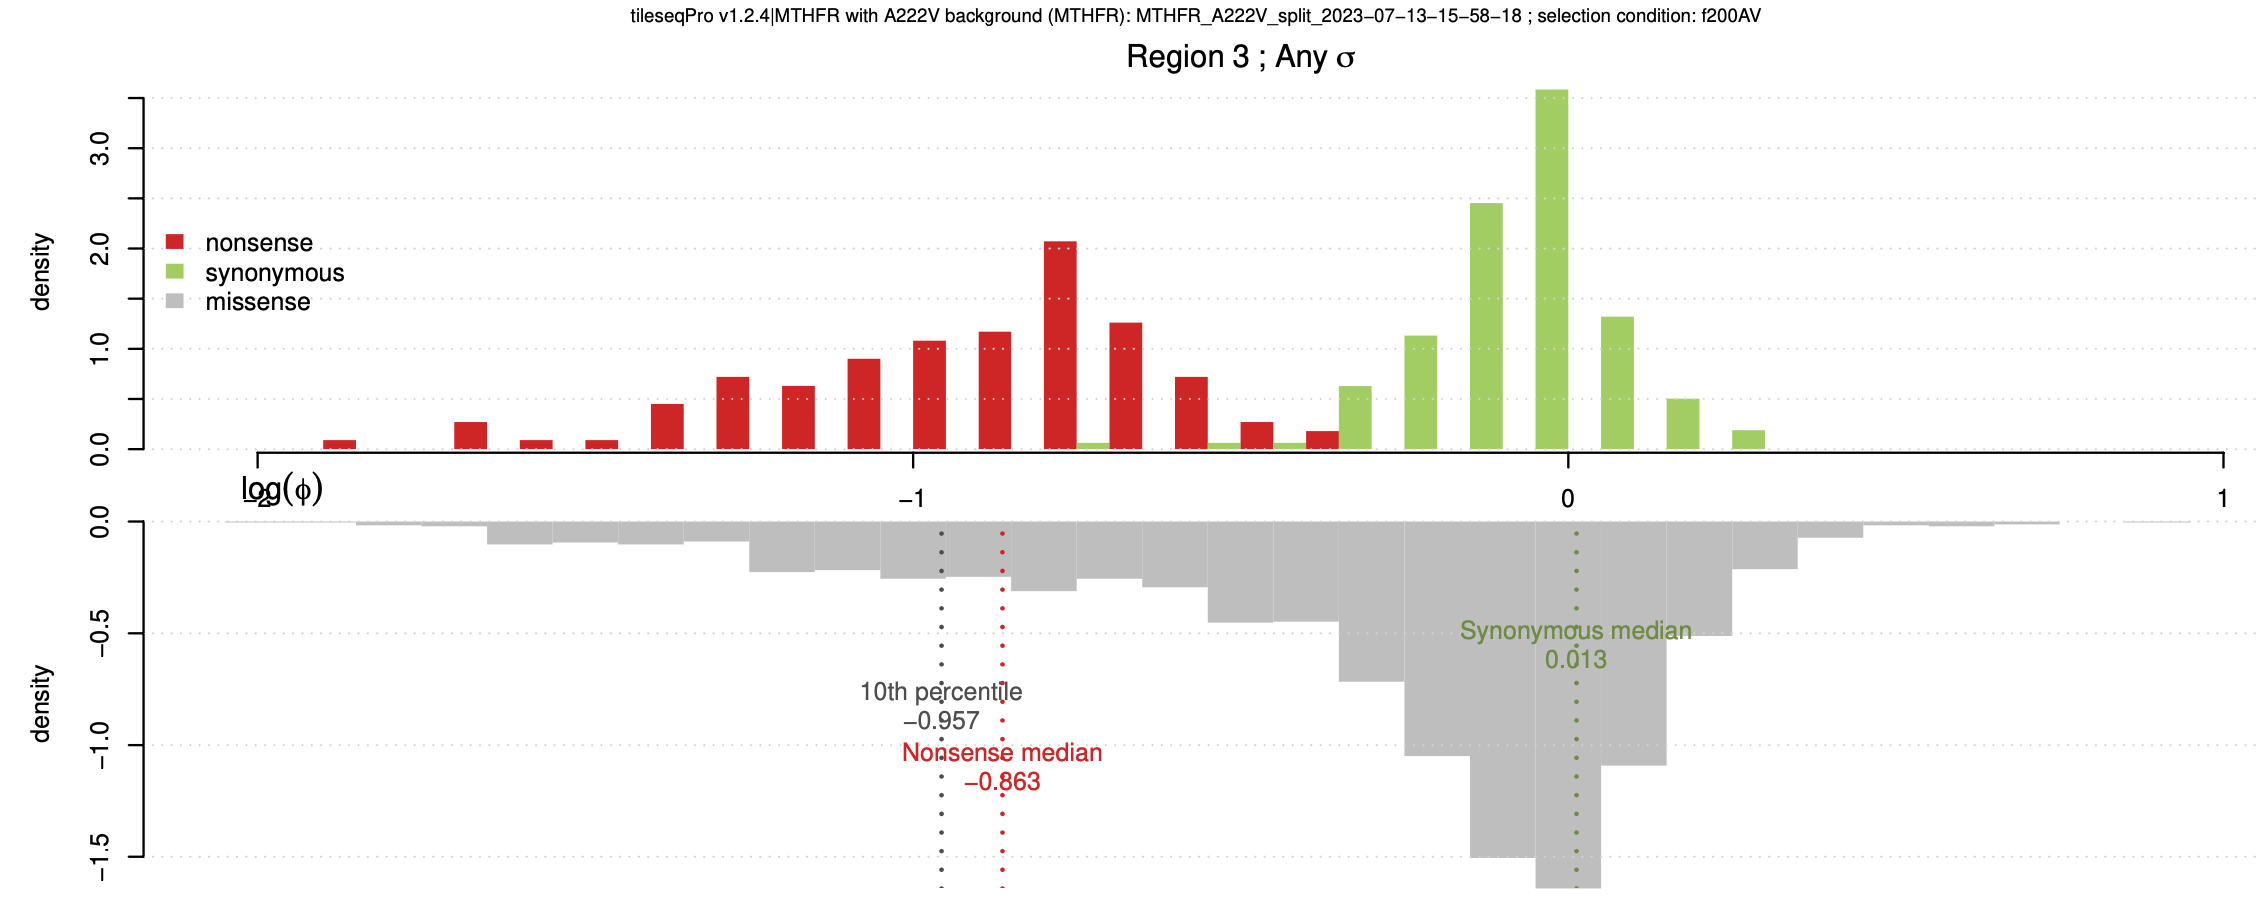 tileseqPro v1.2.4|MTHFR with A222V background (MTHFR): MTHFR_A222V_split_2023−07−13−15−58−18 ; selection condition: f200AV
Region 3 ; Any σ
density
3.0
2.0
1.0
0.0
nonsense
synonymous
missense
log(ϕ)
−2
−1
0
1
density
0.0
−0.5
−1.0
−1.5
Synonymous median
0.013
10th percentile
−0.957
Nonsense median
−0.863